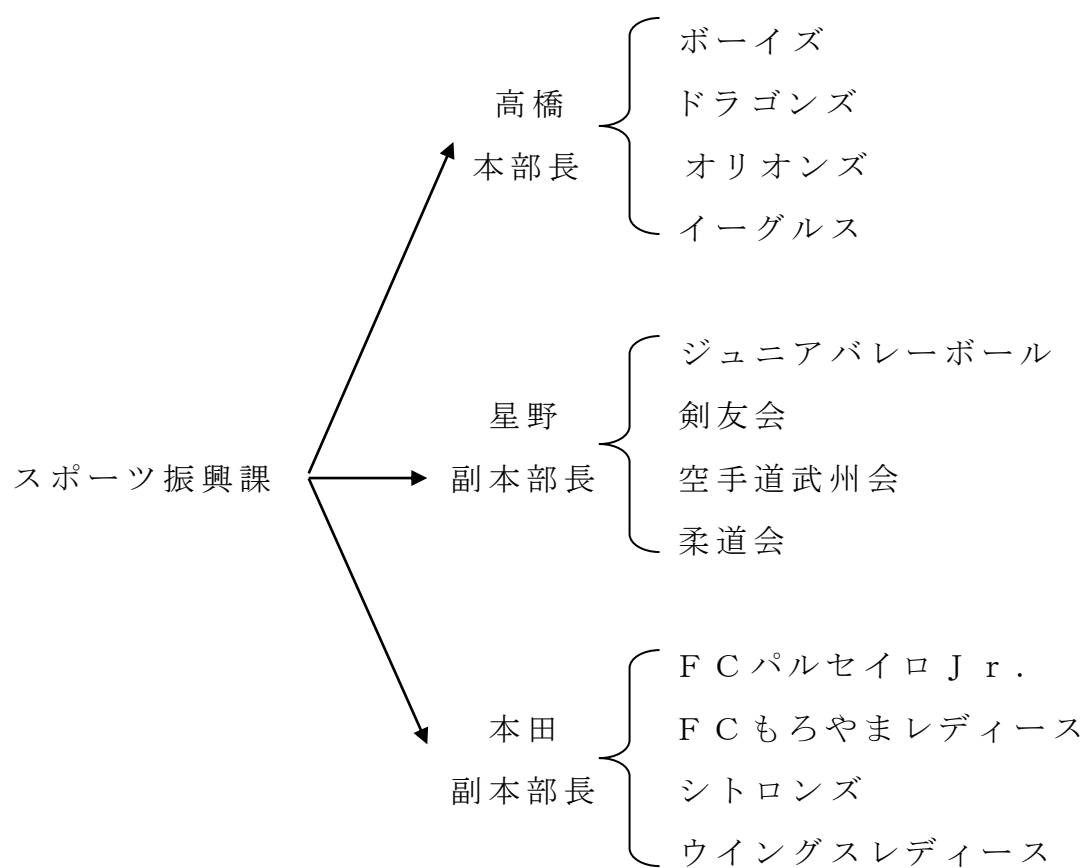 スポーツ振興課
高橋
本部長
ボーイズ
ドラゴンズ
オリオンズ
イーグルス
星野
副本部長
ジュニアバレーボール
剣友会
空手道武州会
柔道会
本田
副本部長
ＦＣパルセイロＪｒ．
ＦＣもろやまレディース
シトロンズ
ウイングスレディース